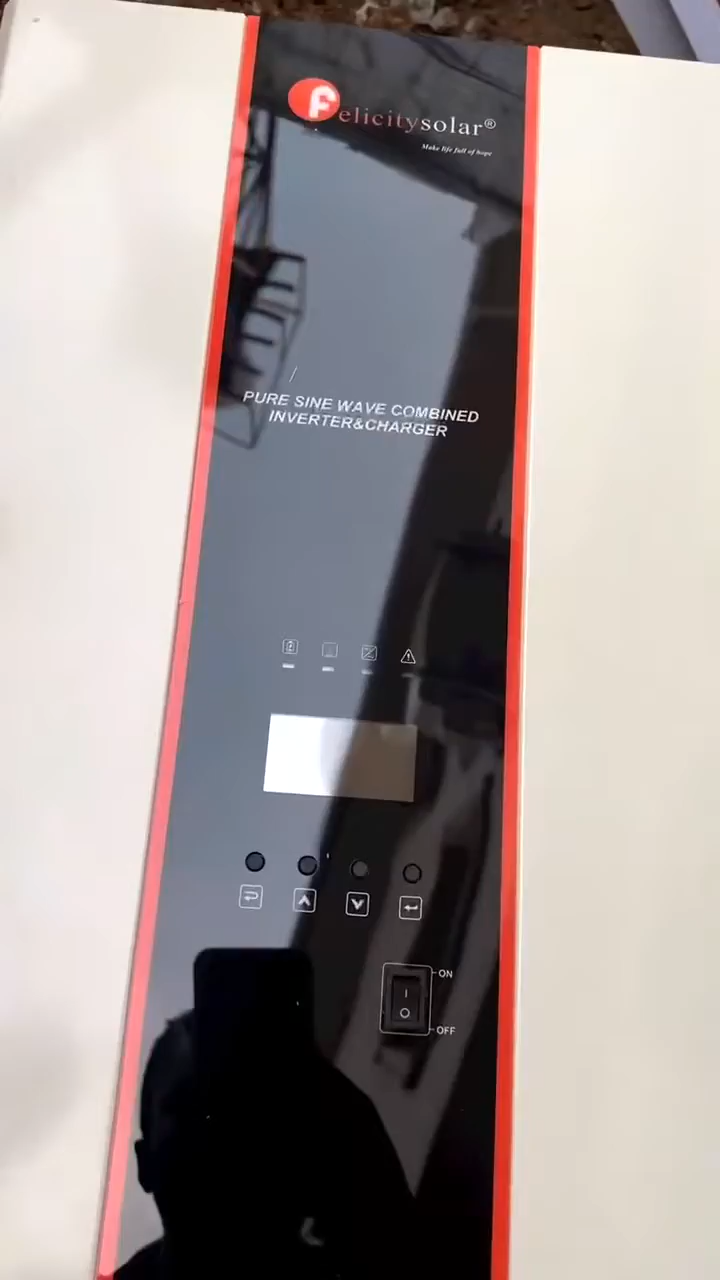 felicitysolar®
Make life full of hope
PURE SINE WAVE COMBINED
INVERTER&CHARGER
ON
OFF